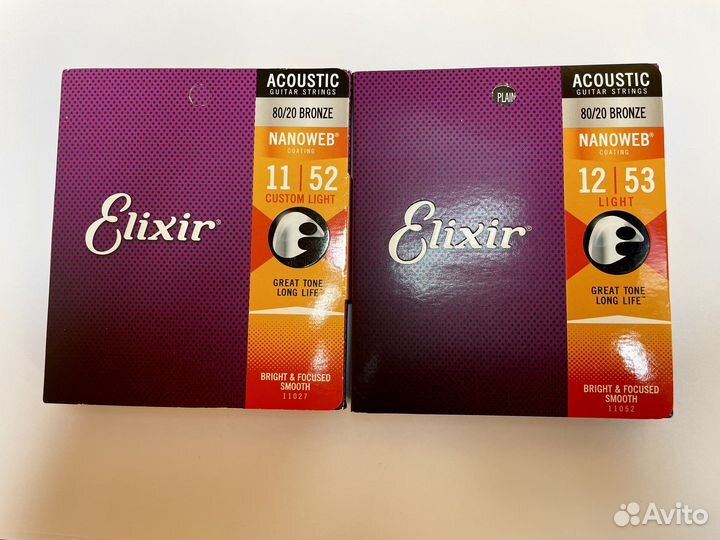 ACOUSTIC
GUITAR STRINGS
80/20 BRONZE
NANOWEB®
COATING
11 | 52
CUSTOM LIGHT
Elixir®
GREAT TONE
LONG LIFE™
BRIGHT & FOCUSED
SMOOTH
11027
PLAIN
ACOUSTIC
GUITAR STRINGS
80/20 BRONZE
NANOWEB®
COATING
12 | 53
LIGHT
Elixir®
GREAT TONE
LONG LIFE™
BRIGHT & FOCUSED
SMOOTH
11052
Avito